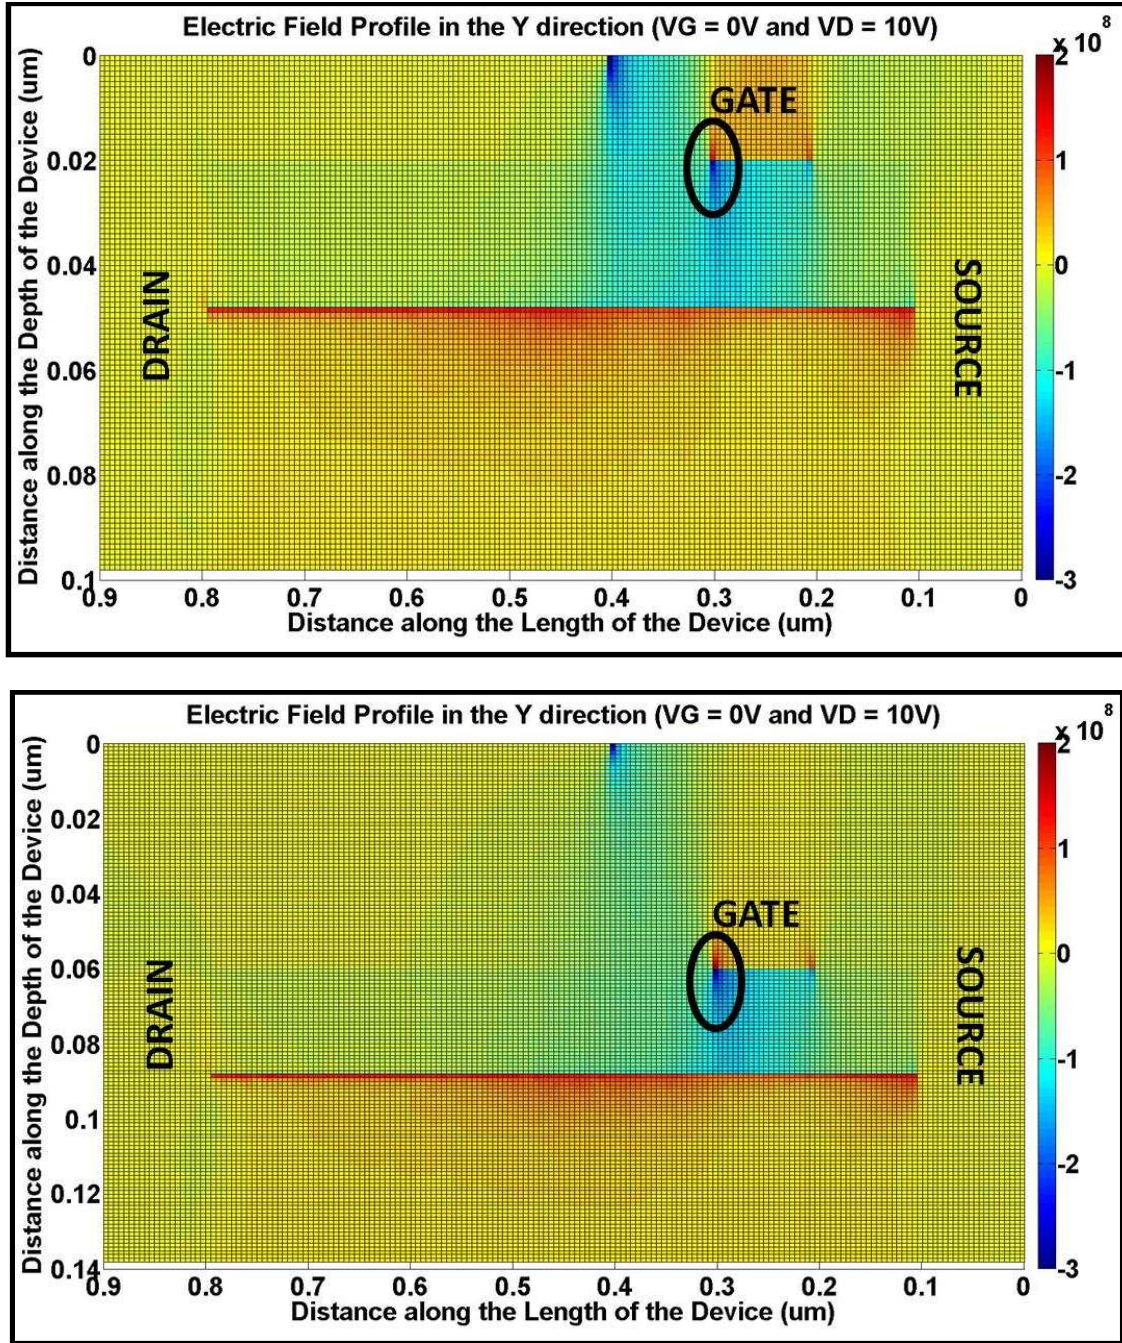 Electric Field Profile in the Y direction (VG = 0V and VD = 10V)
x 10^8
Distance along the Depth of the Device (um)
0
0.02
0.04
0.06
0.08
0.1
GATE
DRAIN
SOURCE
2
1
0
-1
-2
-3
0.9 0.8 0.7 0.6 0.5 0.4 0.3 0.2 0.1 0
Distance along the Length of the Device (um)
Electric Field Profile in the Y direction (VG = 0V and VD = 10V)
x 10^8
Distance along the Depth of the Device (um)
0
0.02
0.04
0.06
0.08
0.1
0.12
0.14
GATE
DRAIN
SOURCE
2
1
0
-1
-2
-3
0.9 0.8 0.7 0.6 0.5 0.4 0.3 0.2 0.1 0
Distance along the Length of the Device (um)